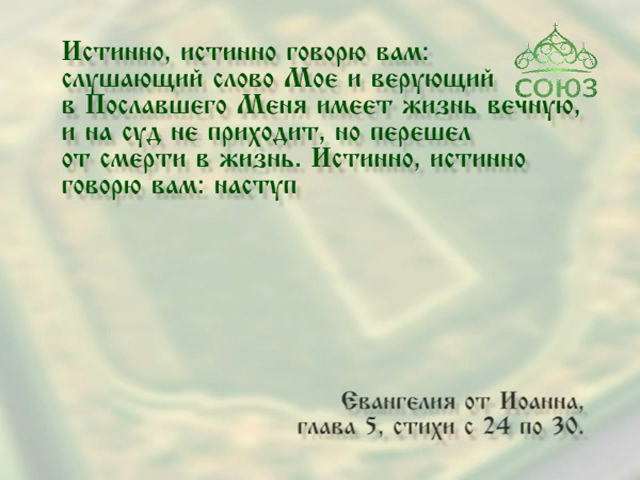 Истинно, истинно говорю вам:
слушающий слово Мое и верующий
в Пославшего Меня имеет жизнь вечную,
и на суд не приходит, но перешел
от смерти в жизнь. Истинно, истинно
говорю вам: наступ
СОЮЗ
Евангелия от Иоанна,
глава 5, стихи с 24 по 30.